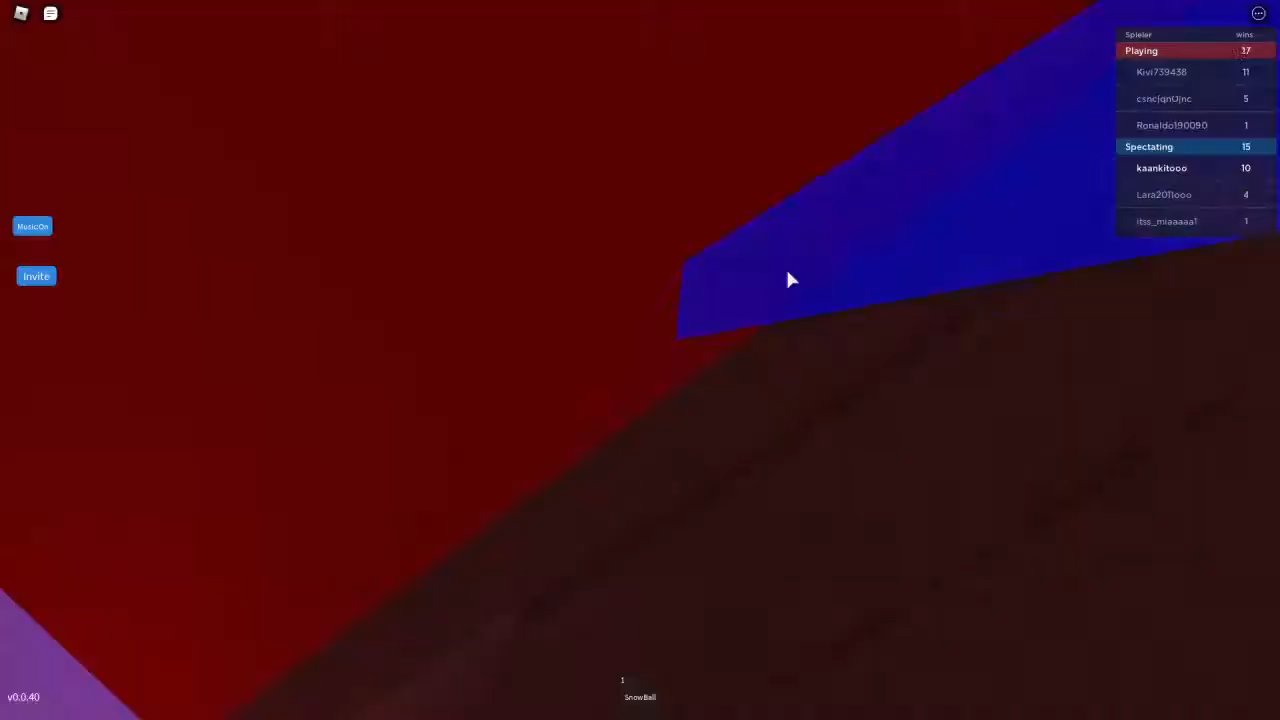 Spieler wins
Playing 17
Kivi739438 11
Ronaldo190090 1
Spectating 15
kaankitooo 10
Lara2011ooo 4
itss_miaaaaa1 1
MusicOn
Invite
1
SnowBall
v0.0.40